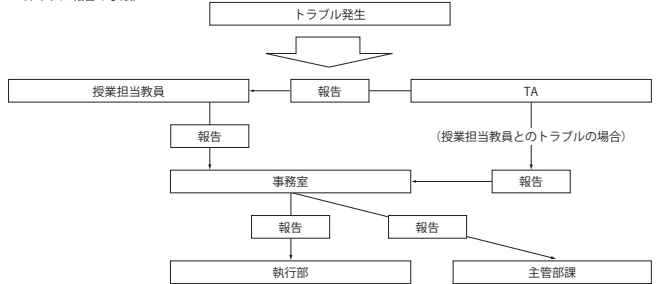 トラブル発生
授業担当教員
報告
TA
報告
（授業担当教員とのトラブルの場合）
事務室
報告
報告
報告
執行部
主管部課